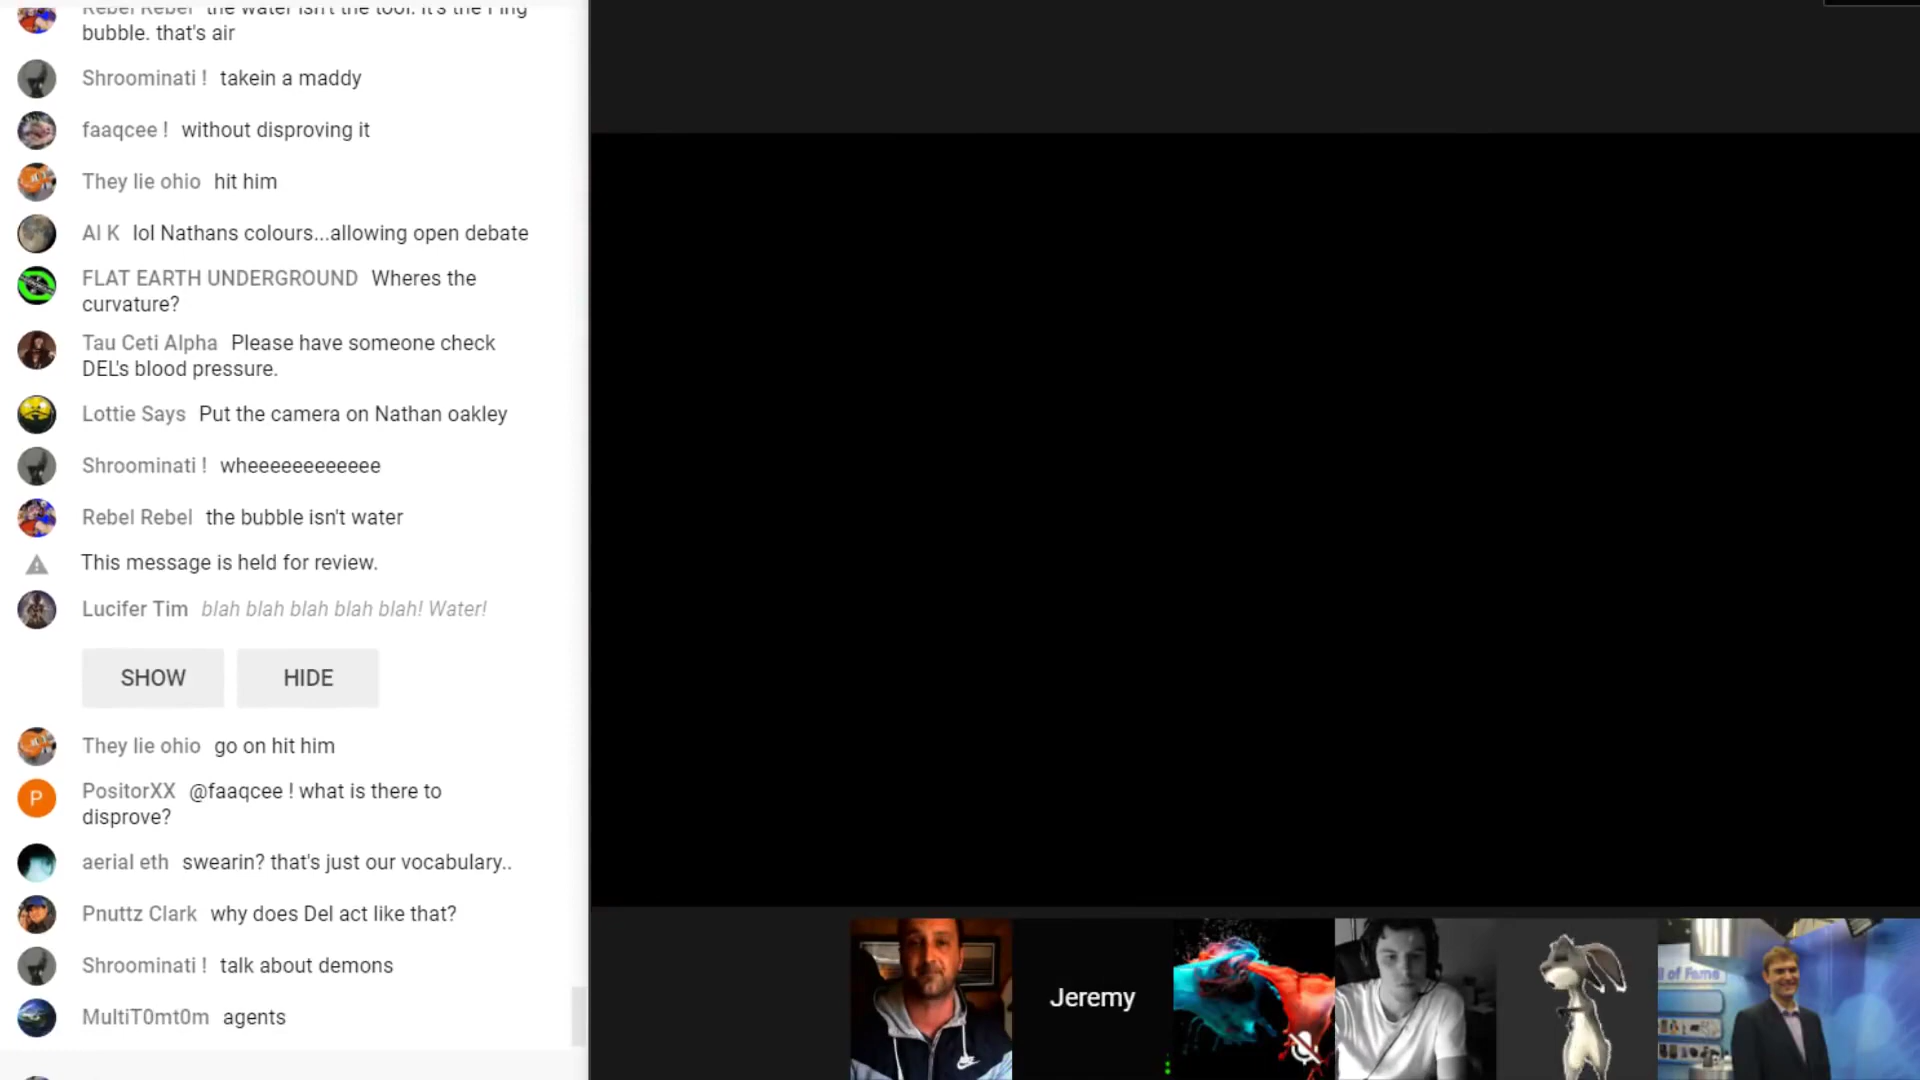 Rebel Rebel the water isn't the tool. it's the
bubble. that's air
Shroominati ! takein a maddy
faaqcee ! without disproving it
They lie ohio hit him
Al K lol Nathans colours...allowing open debate
FLAT EARTH UNDERGROUND Wheres the
curvature?
Tau Ceti Alpha Please have someone check
DEL's blood pressure.
Lottie Says Put the camera on Nathan oakley
Shroominati ! wheeeeeeeeeeee
Rebel Rebel the bubble isn't water
This message is held for review.
Lucifer Tim blah blah blah blah blah! Water!
SHOW HIDE
They lie ohio go on hit him
P PositorXX @faaqcee ! what is there to
disprove?
aerial eth swearin? that's just our vocabulary..
Pnuttz Clark why does Del act like that?
Shroominati ! talk about demons
MultiT0mt0m agents
Jeremy
l of Fame